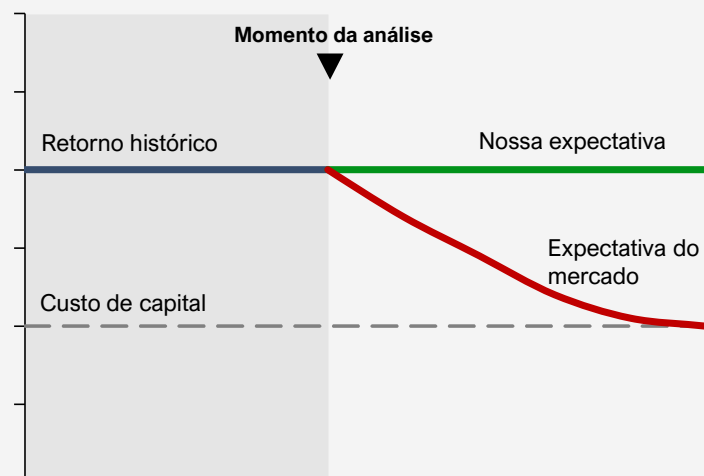 Momento da análise
Retorno histórico
Nossa expectativa
Expectativa do
mercado
Custo de capital